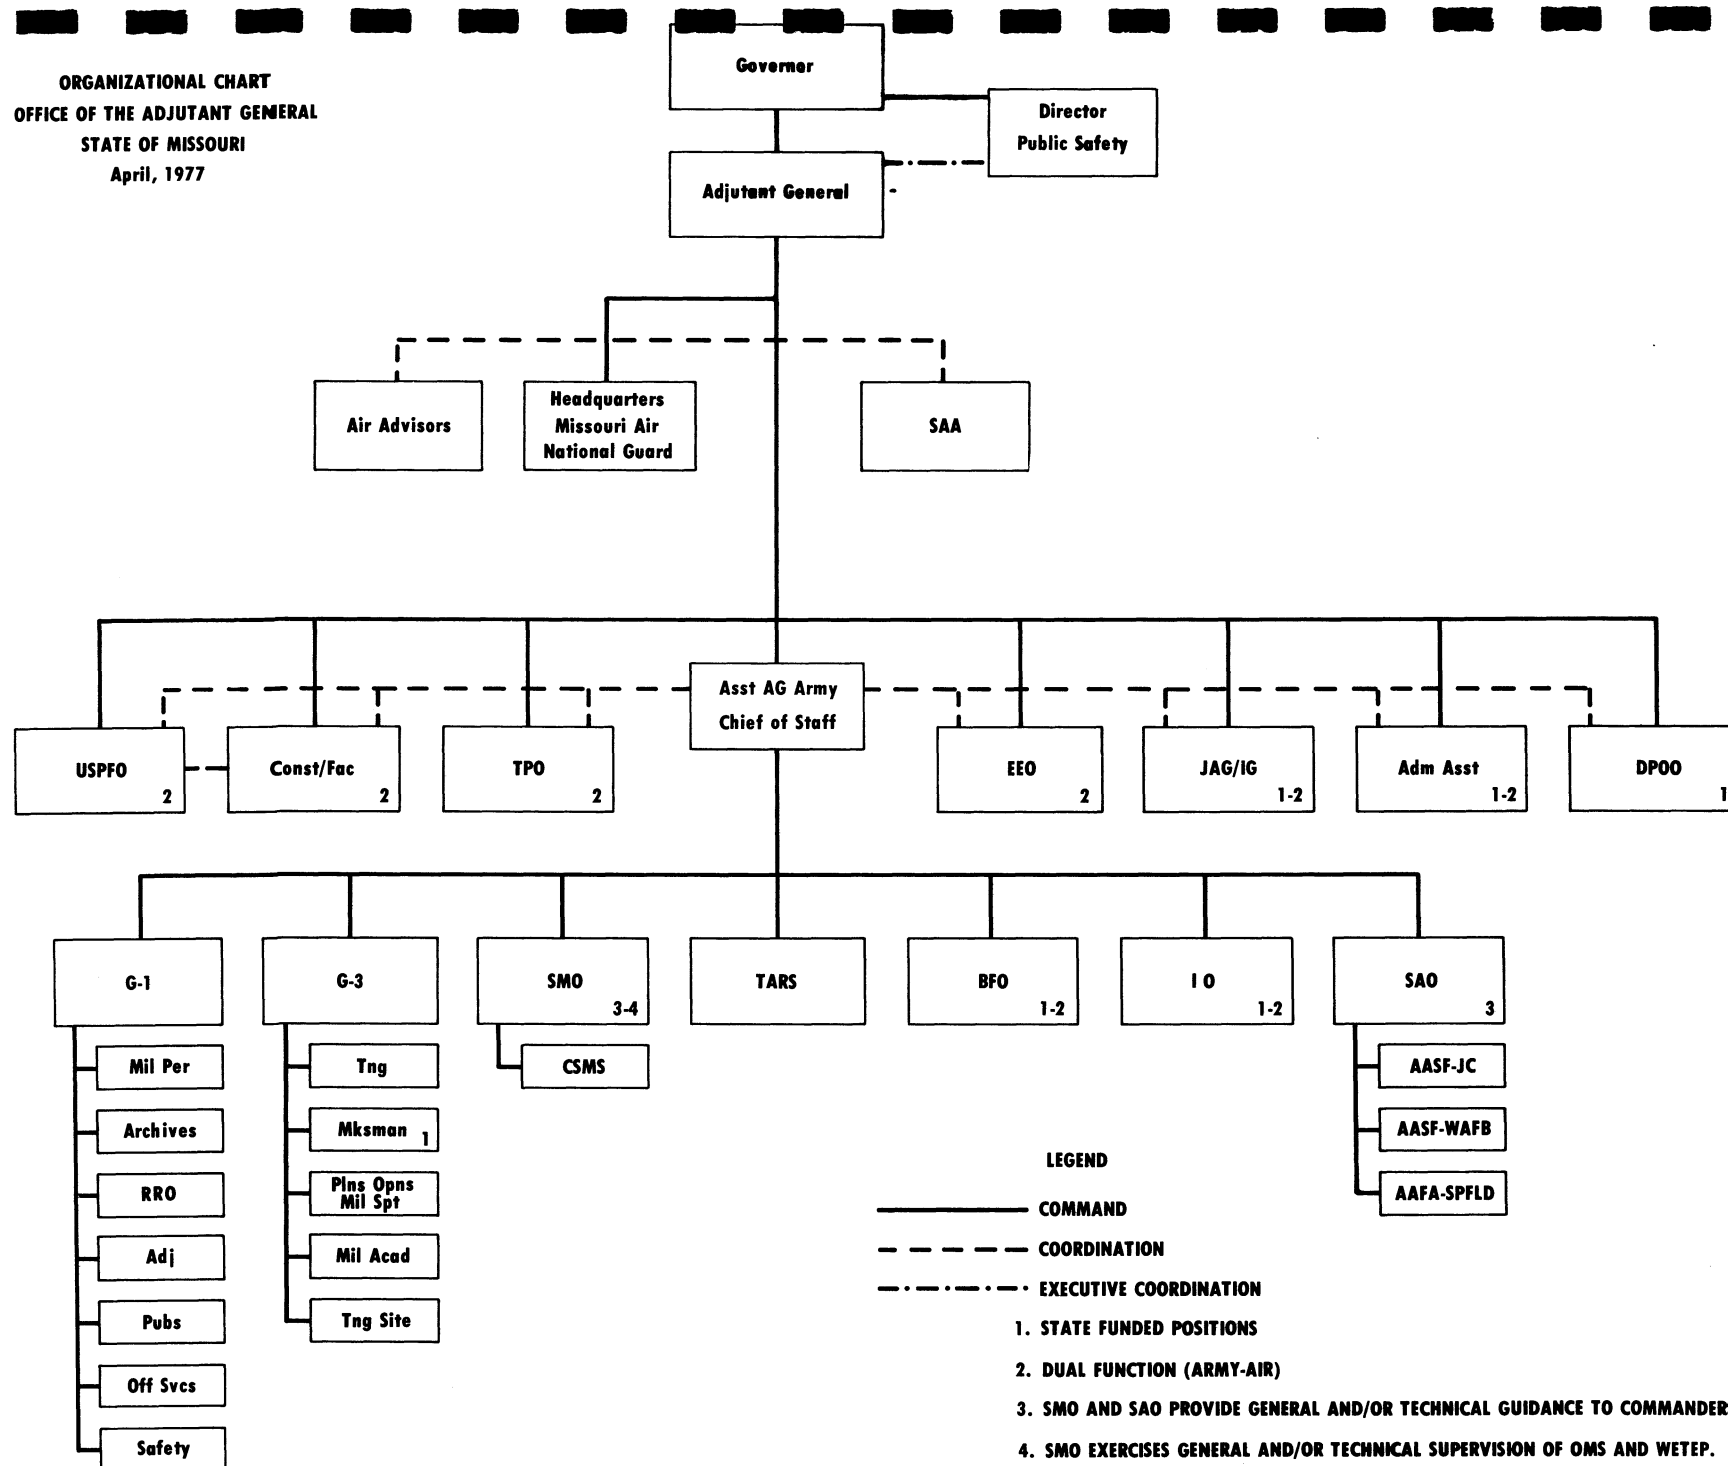 ORGANIZATIONAL CHART
OFFICE OF THE ADJUTANT GENERAL
STATE OF MISSOURI
April, 1977
Governor
Director
Public Safety
Adjutant General
Air Advisors
Headquarters
Missouri Air
National Guard
SAA
Asst AG Army
Chief of Staff
USPFO
2
Const/Fac
2
TPO
2
EEO
2
JAG/IG
1-2
Adm Asst
1-2
DPOO
1
G-1
G-3
SMO
3-4
TARS
BFO
1-2
I O
1-2
SAO
3
Mil Per
Archives
RRO
Adj
Pubs
Off Svcs
Safety
Tng
Mksman 1
Plns Opns
Mil Spt
Mil Acad
Tng Site
CSMS
AASF-JC
AASF-WAFB
AAFA-SPFLD
LEGEND
COMMAND
COORDINATION
EXECUTIVE COORDINATION
1. STATE FUNDED POSITIONS
2. DUAL FUNCTION (ARMY-AIR)
3. SMO AND SAO PROVIDE GENERAL AND/OR TECHNICAL GUIDANCE TO COMMANDER
4. SMO EXERCISES GENERAL AND/OR TECHNICAL SUPERVISION OF OMS AND WETEP.